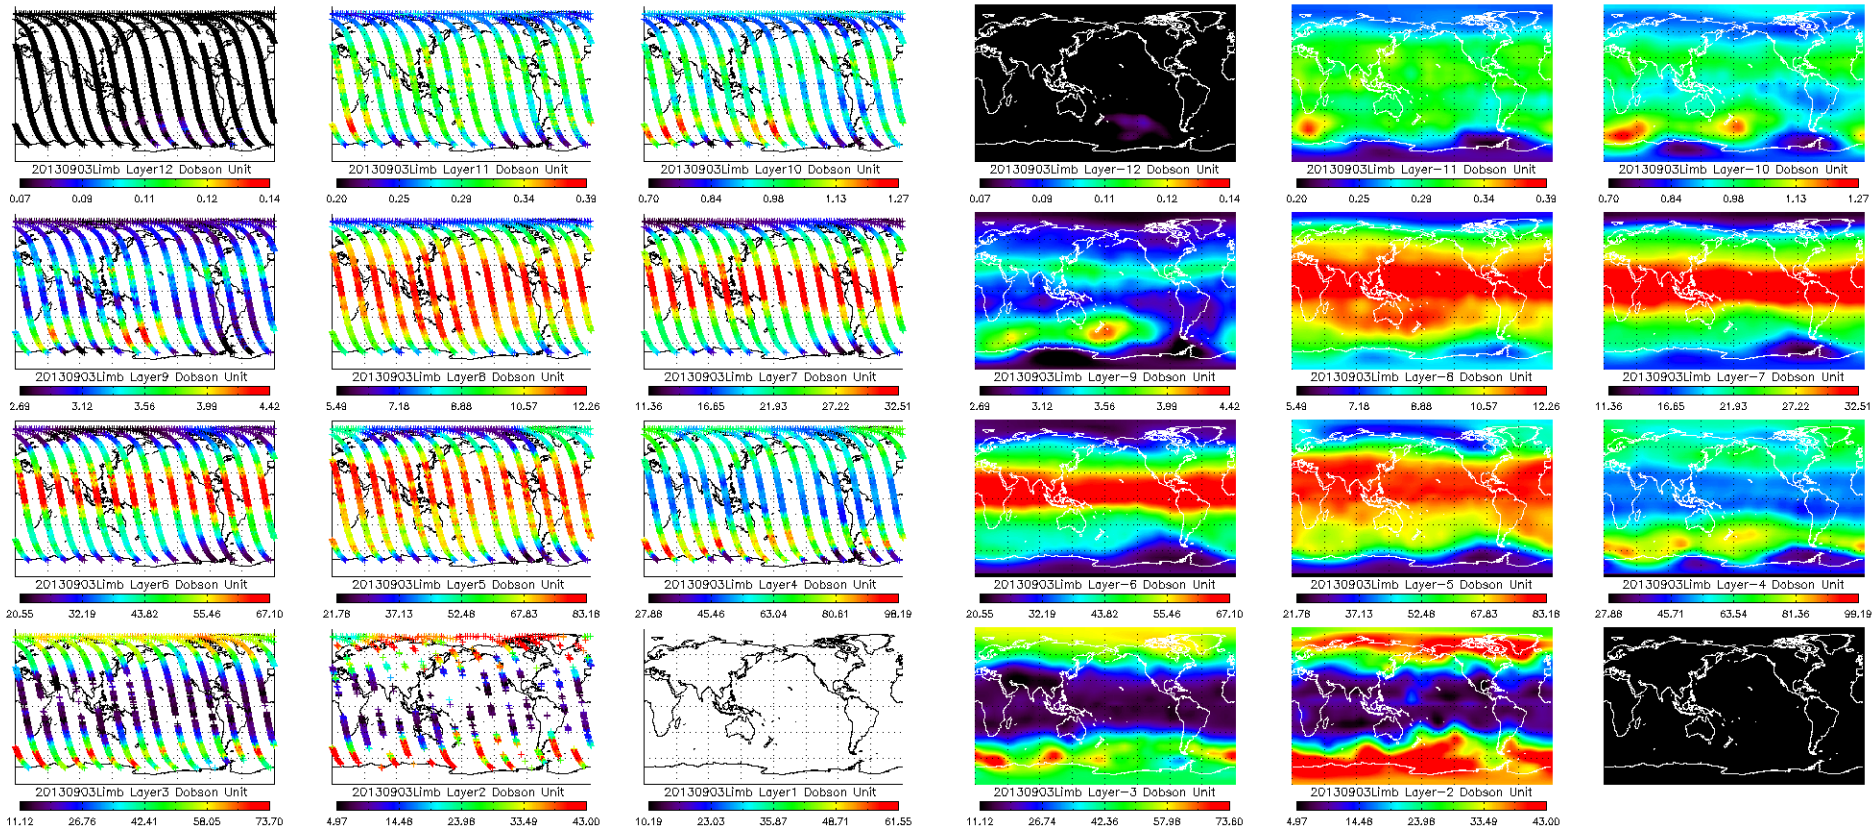 20130903Limb Layer12 Dobson Unit
0.07 0.09 0.11 0.12 0.14
20130903Limb Layer11 Dobson Unit
0.20 0.25 0.29 0.34 0.39
20130903Limb Layer10 Dobson Unit
0.70 0.84 0.98 1.13 1.27
20130903Limb Layer-12 Dobson Unit
0.07 0.09 0.11 0.12 0.14
20130903Limb Layer-11 Dobson Unit
0.20 0.25 0.29 0.34 0.39
20130903Limb Layer-10 Dobson Unit
0.70 0.84 0.98 1.13 1.27
20130903Limb Layer9 Dobson Unit
2.69 3.12 3.56 3.99 4.42
20130903Limb Layer8 Dobson Unit
5.49 7.18 8.88 10.57 12.26
20130903Limb Layer7 Dobson Unit
11.36 16.65 21.93 27.22 32.51
20130903Limb Layer-9 Dobson Unit
2.69 3.12 3.56 3.99 4.42
20130903Limb Layer-8 Dobson Unit
5.49 7.18 8.88 10.57 12.26
20130903Limb Layer-7 Dobson Unit
11.36 16.65 21.93 27.22 32.51
20130903Limb Layer6 Dobson Unit
20.55 32.19 43.82 55.46 67.10
20130903Limb Layer5 Dobson Unit
21.78 37.13 52.48 67.83 83.18
20130903Limb Layer4 Dobson Unit
27.88 45.46 63.04 80.61 98.19
20130903Limb Layer-6 Dobson Unit
20.55 32.19 43.82 55.46 67.10
20130903Limb Layer-5 Dobson Unit
21.78 37.13 52.48 67.83 83.18
20130903Limb Layer-4 Dobson Unit
27.88 45.71 63.54 81.36 99.19
20130903Limb Layer3 Dobson Unit
11.12 26.76 42.41 58.05 73.70
20130903Limb Layer2 Dobson Unit
4.97 14.48 23.98 33.49 43.00
20130903Limb Layer1 Dobson Unit
10.19 23.03 35.87 48.71 61.55
20130903Limb Layer-3 Dobson Unit
11.12 26.74 42.36 57.98 73.60
20130903Limb Layer-2 Dobson Unit
4.97 14.48 23.98 33.49 43.00